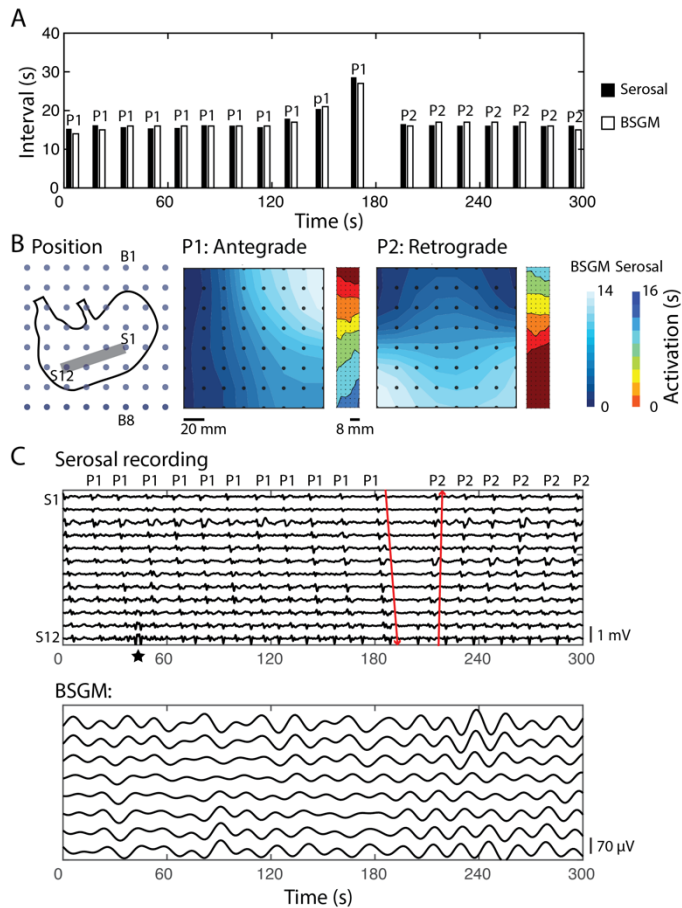 A
Interval (s)
40
30
20
10
0
P1 P1 P1 P1 P1 P1 P1 P1 P1 p1 P1 P2 P2 P2 P2 P2 P2 P2
Serosal
BSGM
0 60 120 180 240 300
Time (s)
B Position P1: Antegrade P2: Retrograde
B1
S1
S12
B8
20 mm 8 mm
BSGM Serosal
14 16
0 0
Activation (s)
C
Serosal recording
P1 P1 P1 P1 P1 P1 P1 P1 P1 P1 P1 P2 P2 P2 P2 P2 P2
S1
S12
1 mV
0 60 120 180 240 300
BSGM:
70 μV
0 60 120 180 240 300
Time (s)